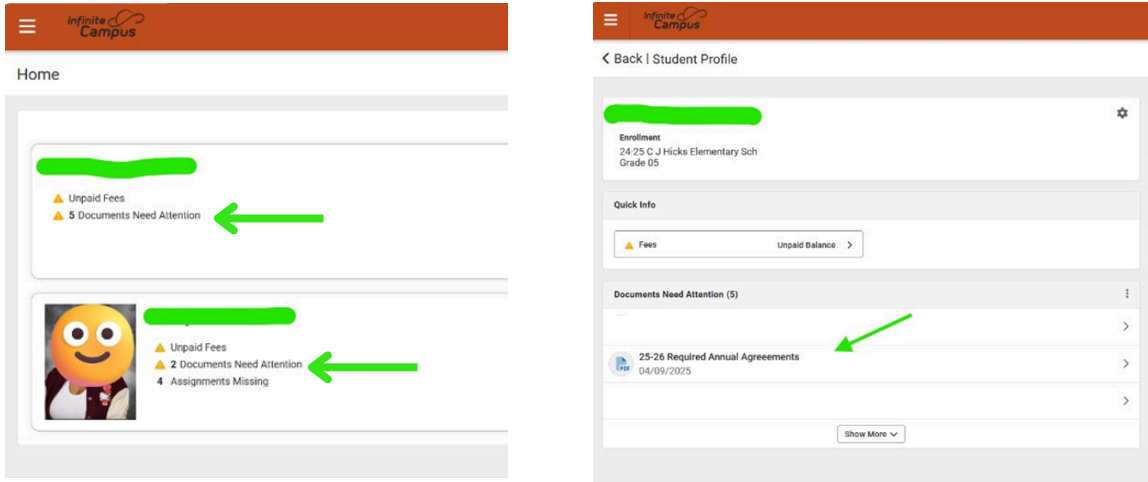 Infinite
Campus
Home
Unpaid Fees
5 Documents Need Attention
Unpaid Fees
2 Documents Need Attention
4 Assignments Missing
Infinite
Campus
Back | Student Profile
Enrollment
24-25 C J Hicks Elementary Sch
Grade 05
Quick Info
Fees Unpaid Balance
Documents Need Attention (5)
PDF
25-26 Required Annual Agreeements
04/09/2025
Show More